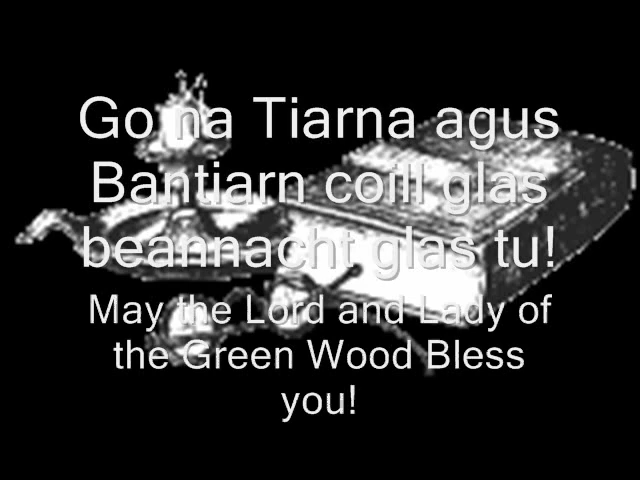 Go na Tiarna agus
Bantiarn coill glas
beannacht glas tu!
May the Lord and Lady of
the Green Wood Bless
you!